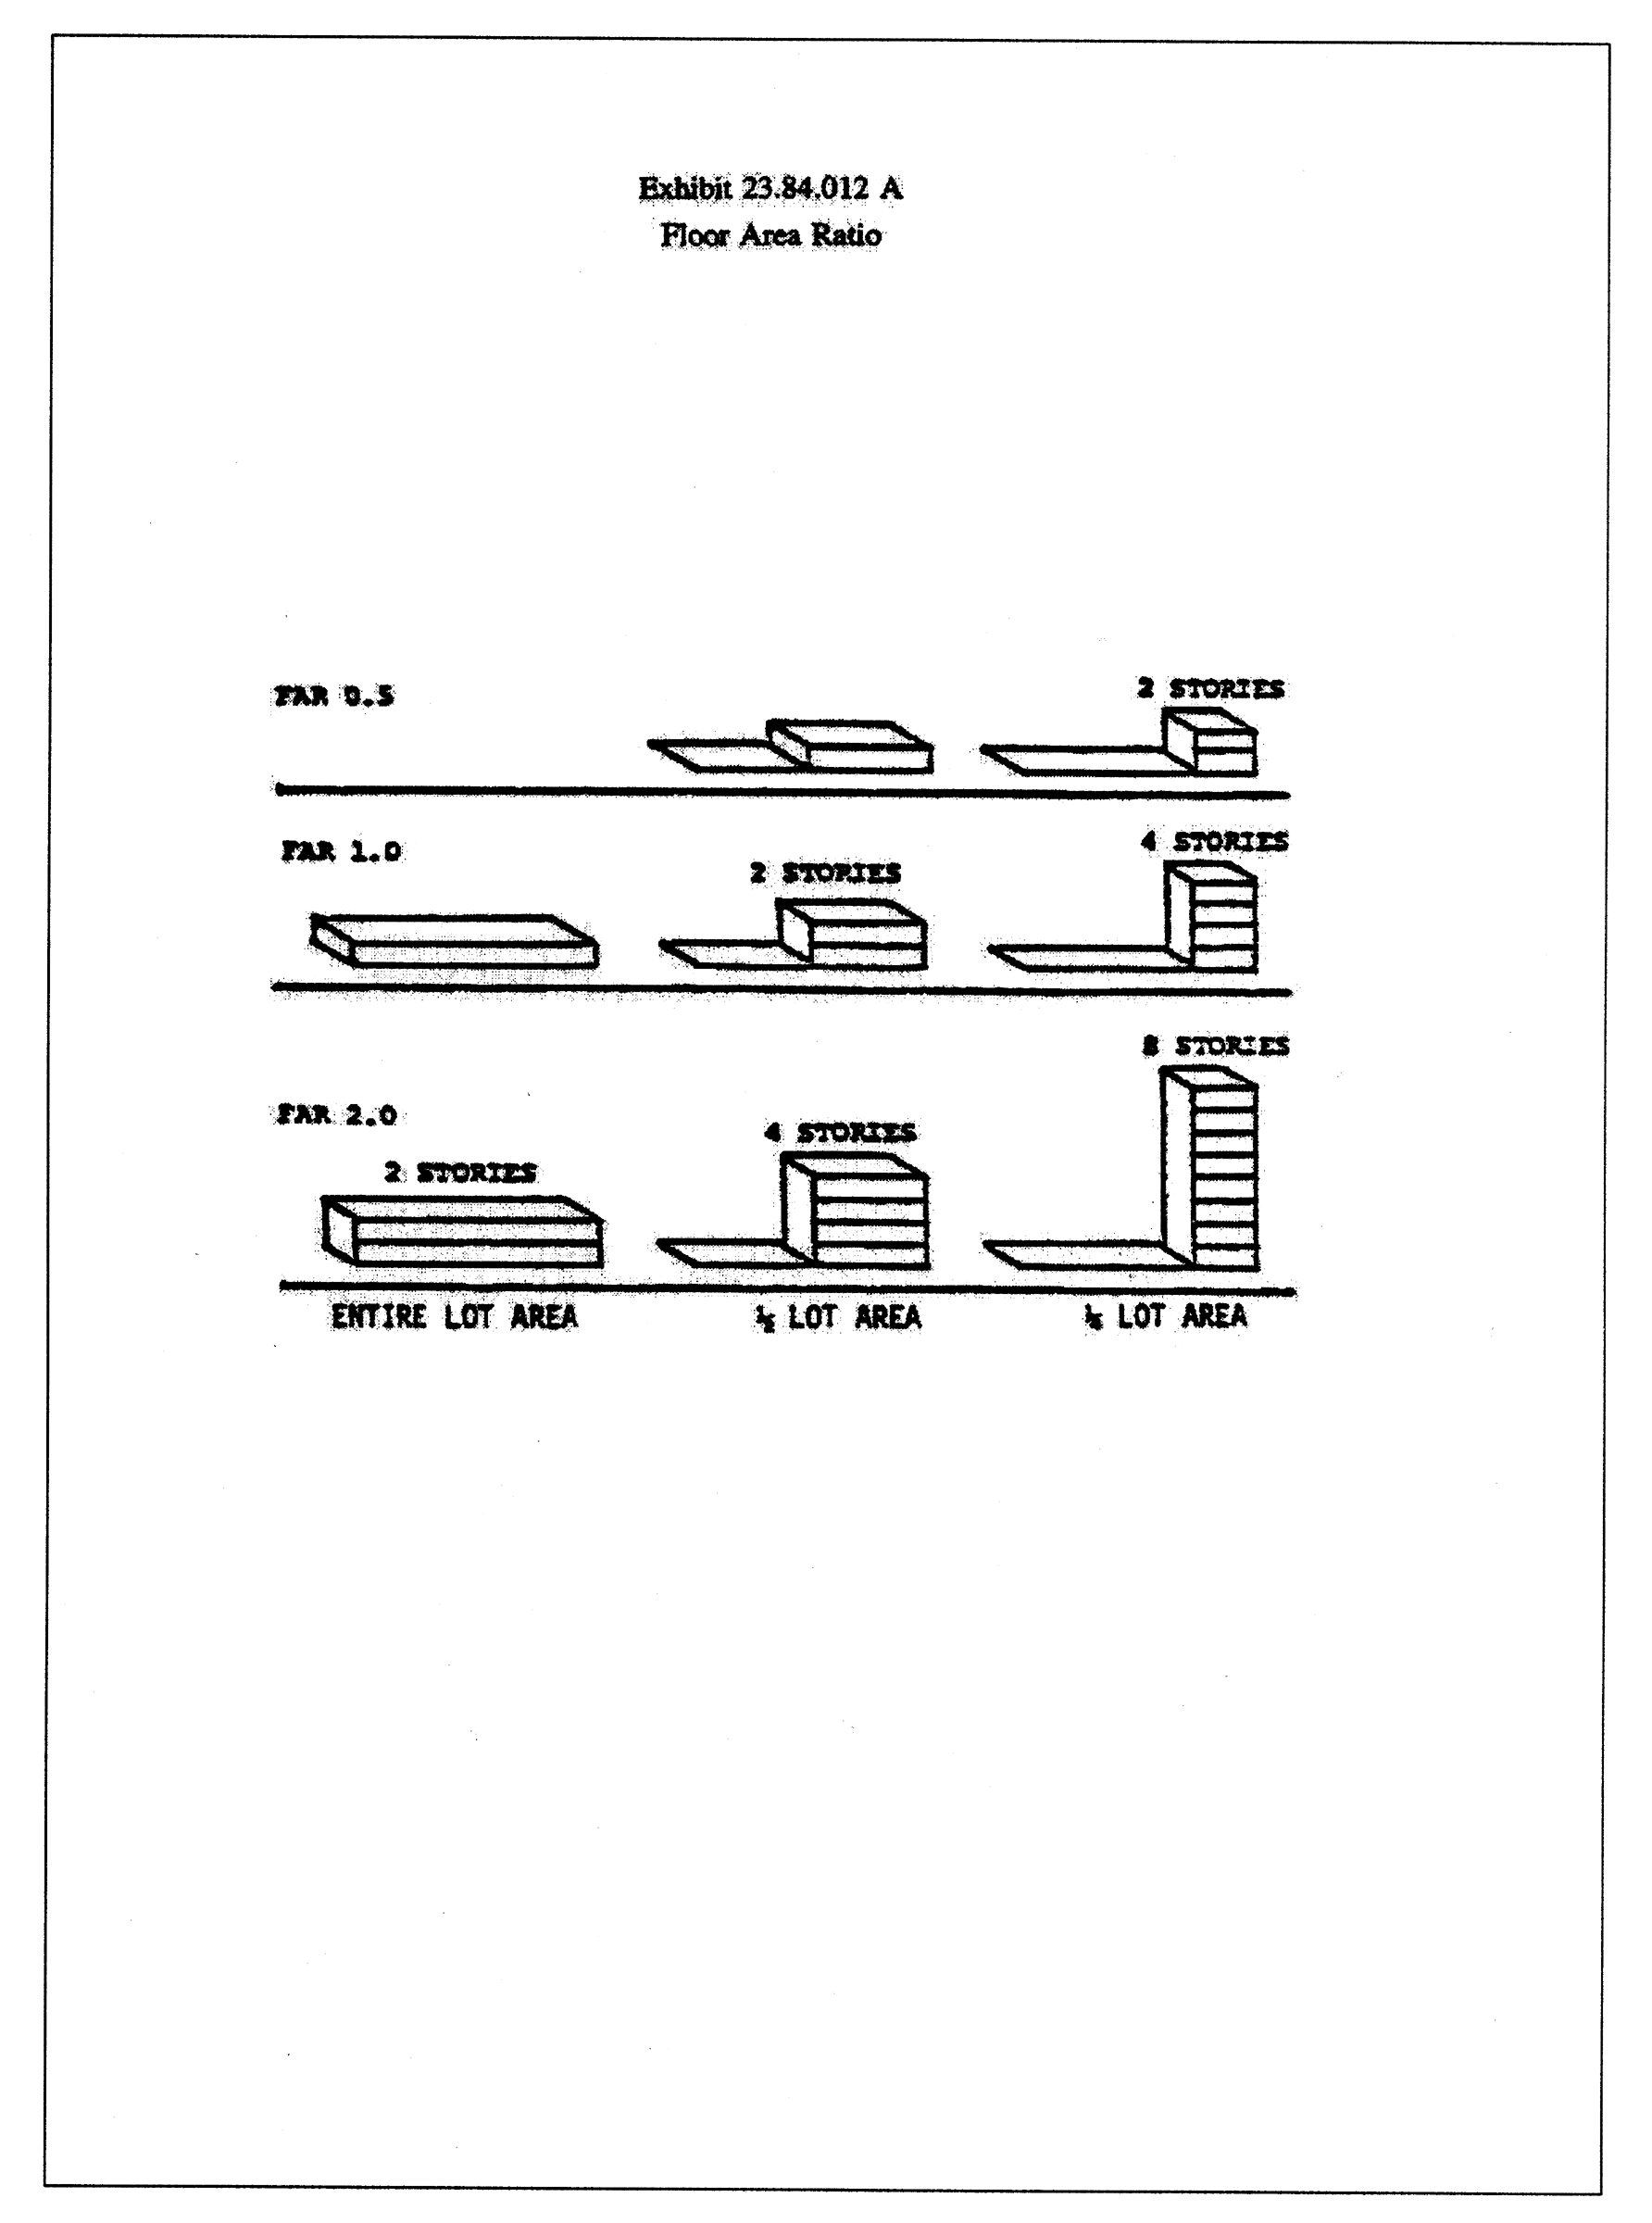 Exhibit 23.84.012 A
Floor Area Ratio
FAR 0.5
2 STORIES
FAR 1.0
2 STORIES
4 STORIES
FAR 2.0
2 STORIES
4 STORIES
8 STORIES
ENTIRE LOT AREA
½ LOT AREA
¼ LOT AREA